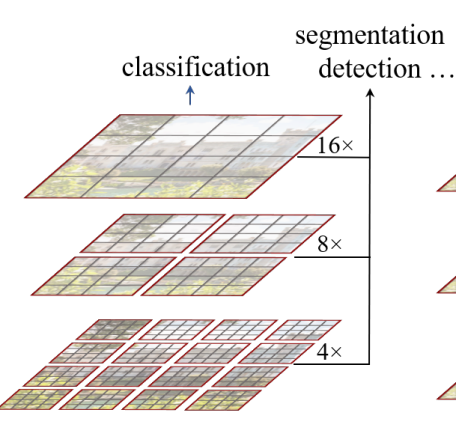 segmentation
classification
detection ...
16×
8×
4×